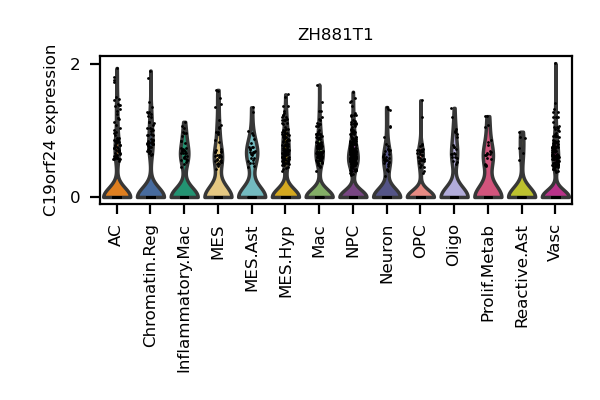 ZH881T1
C19orf24 expression
2
0
AC
Chromatin.Reg
Inflammatory.Mac
MES
MES.Ast
MES.Hyp
Mac
NPC
Neuron
OPC
Oligo
Prolif.Metab
Reactive.Ast
Vasc